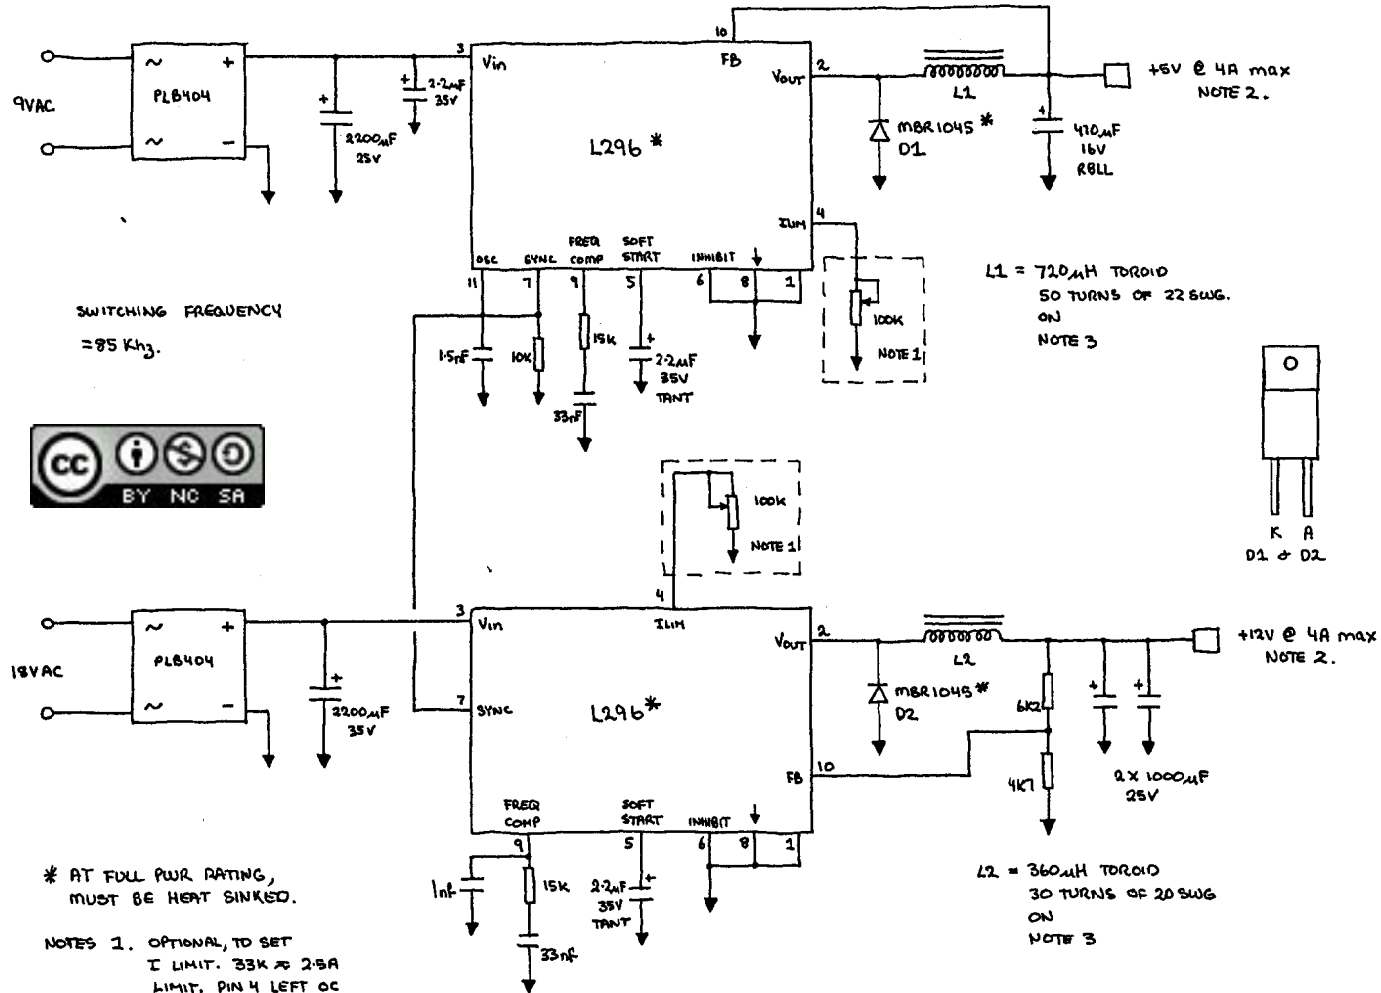 10
FB
3
Vin
2
VOUT
+
2.2µF
35V
~ +
PLB404
~ -
9VAC
+
2200µF
25V
L296 *
L1
+5V @ 4A max
NOTE 2.
MBR1045 *
D1
+
470µF
16V
RBLL
4
ILIM
OSC
SYNC
FREQ
COMP
SOFT
START
INHIBIT
11
7
9
5
6
8
1
1.5nF
10K
15K
33nF
+
2.2µF
35V
TANT
100K
NOTE 1
L1 = 720µH TOROID
50 TURNS OF 22 SWG.
ON
NOTE 3
SWITCHING FREQUENCY
=85 Khz.
cc
BY NC SA
100K
NOTE 1
K A
D1 & D2
4
ILIM
3
Vin
2
VOUT
~ +
PLB404
~ -
18VAC
+
2200µF
35V
7
SYNC
L296 *
L2
+12V @ 4A max
NOTE 2.
MBR1045 *
D2
6K2
4K7
+ +
2 X 1000µF
25V
10
FB
FREQ
COMP
SOFT
START
INHIBIT
9
5
6
8
1
1nf
15K
33nf
2.2µF
+
35V
TANT
L2 = 360µH TOROID
30 TURNS OF 20 SWG
ON
NOTE 3
* AT FULL PWR RATING,
MUST BE HEAT SINKED.
NOTES 1. OPTIONAL, TO SET
I LIMIT. 33K ≈ 2.5A
LIMIT. PIN 4 LEFT OC